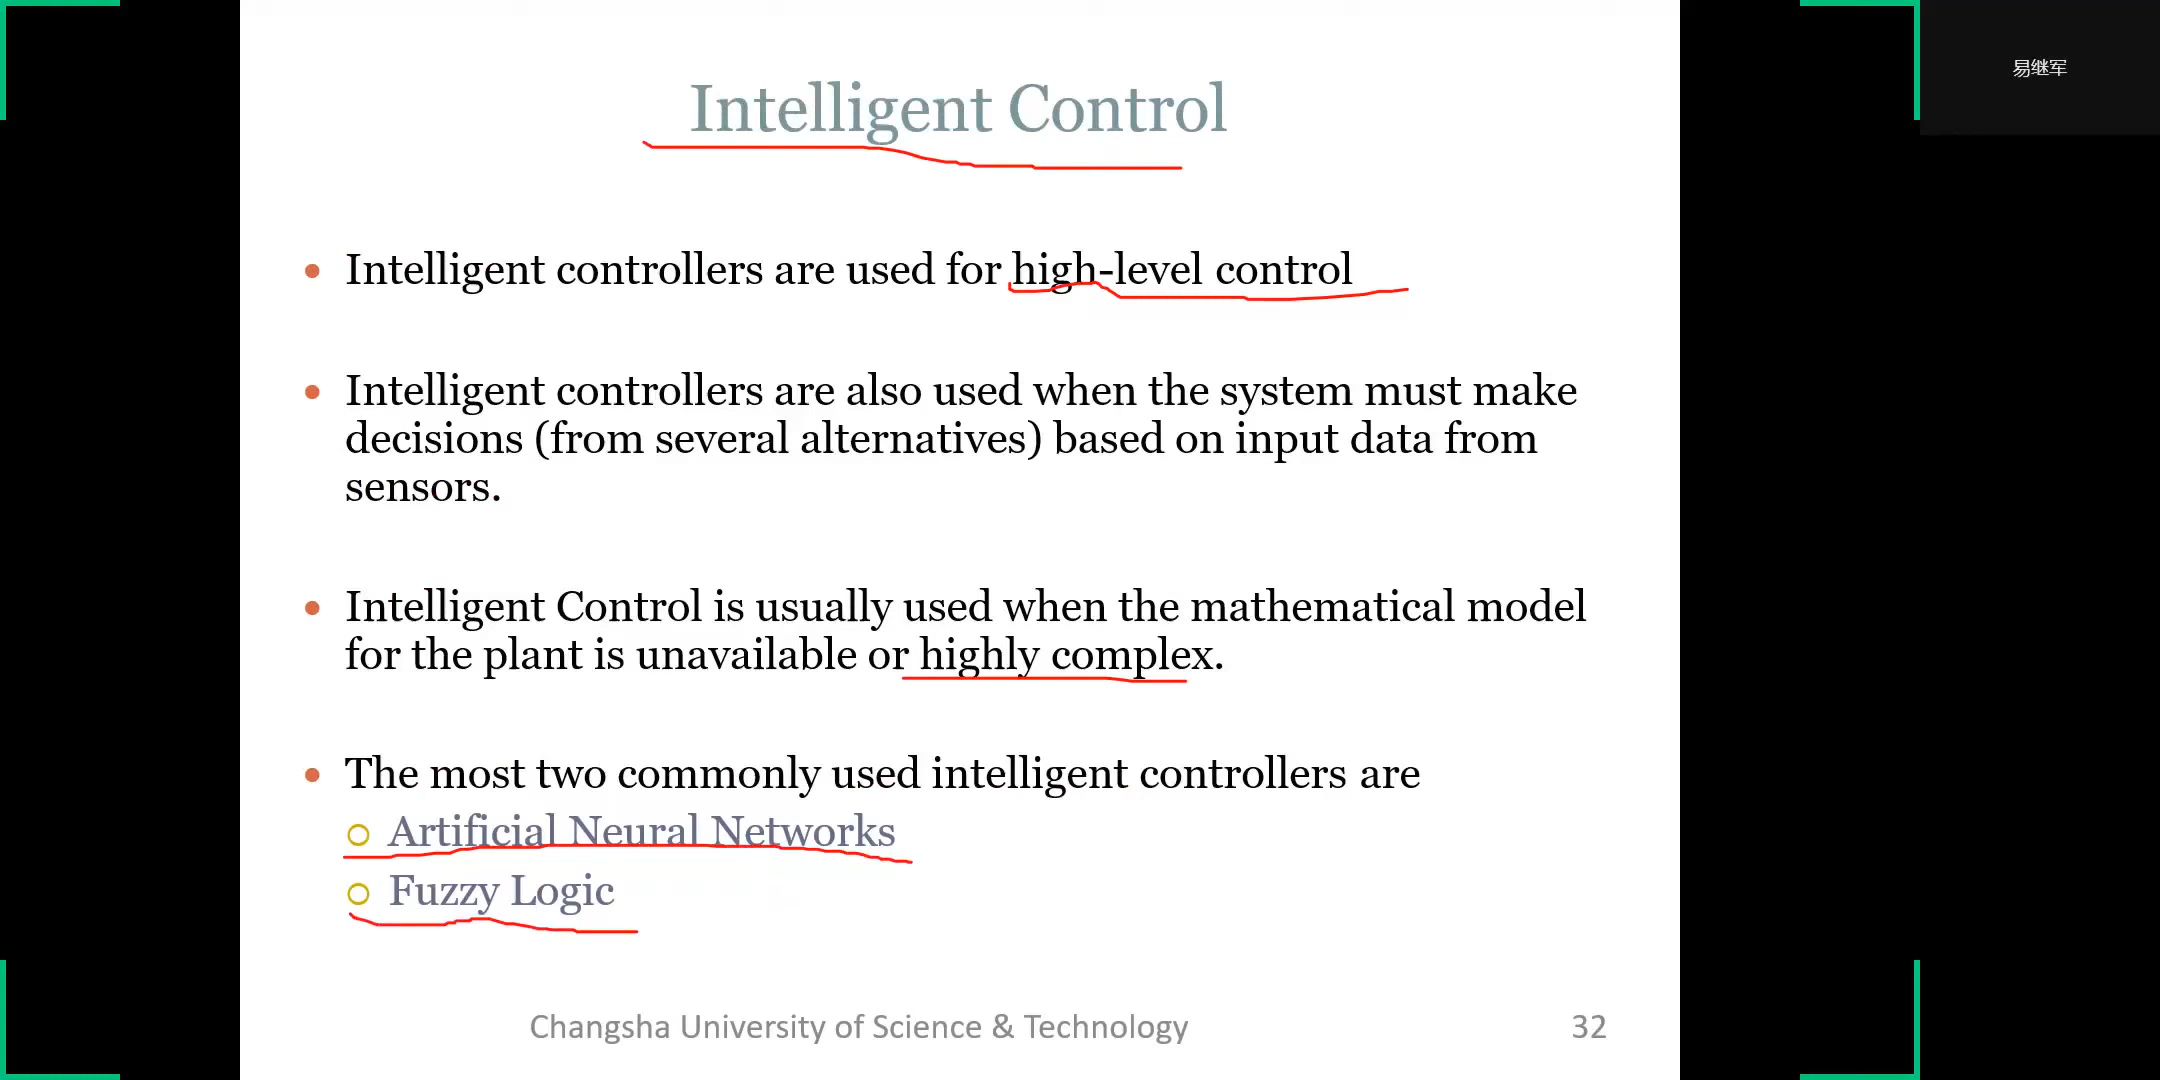 易继军
Intelligent Control
• Intelligent controllers are used for high-level control
• Intelligent controllers are also used when the system must make
decisions (from several alternatives) based on input data from
sensors.
• Intelligent Control is usually used when the mathematical model
for the plant is unavailable or highly complex.
• The most two commonly used intelligent controllers are
Artificial Neural Networks
Fuzzy Logic
Changsha University of Science & Technology
32